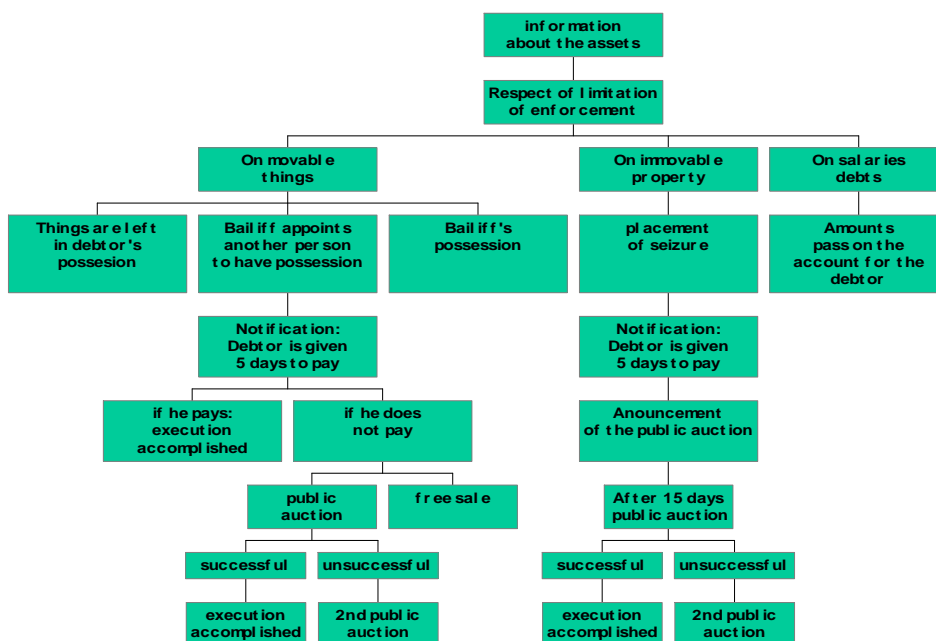 information
about the assets
Respect of limitation
of enforcement
On movable
things
On immovable
property
On salaries
debts
Things are left
in debtor's
possesion
Bailiff appoints
another person
to have possession
Bailiff's
possession
placement
of seizure
Amounts
pass on the
account for the
debtor
Notification:
Debtor is given
5 days to pay
Notification:
Debtor is given
5 days to pay
if he pays:
execution
accomplished
if he does
not pay
Anouncement
of the public auction
public
auction
free sale
After 15 days
public auction
successful
unsuccessful
successful
unsuccessful
execution
accomplished
2nd public
auction
execution
accomplished
2nd public
auction